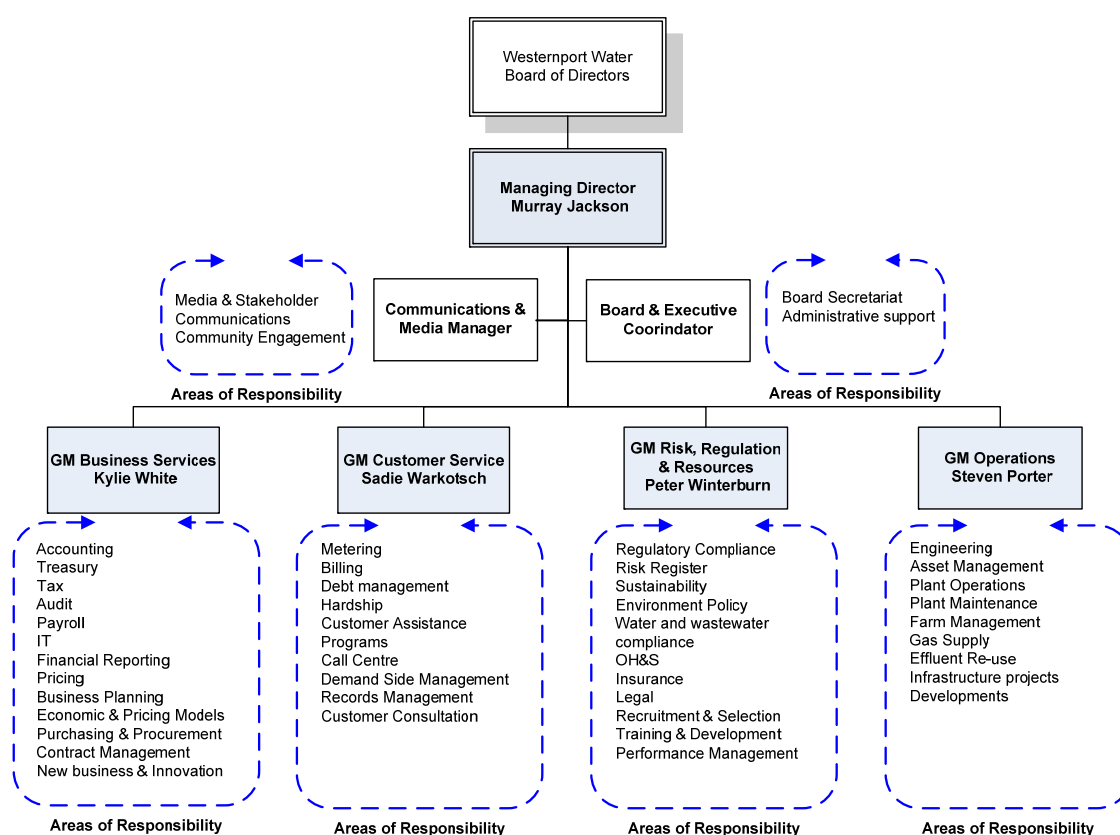 Westernport Water
Board of Directors
Managing Director
Murray Jackson
Media & Stakeholder
Communications
Community Engagement
Areas of Responsibility
Communications &
Media Manager
Board & Executive
Coorindator
Board Secretariat
Administrative support
Areas of Responsibility
GM Business Services
Kylie White
GM Customer Service
Sadie Warkotsch
GM Risk, Regulation
& Resources
Peter Winterburn
GM Operations
Steven Porter
Accounting
Treasury
Tax
Audit
Payroll
IT
Financial Reporting
Pricing
Business Planning
Economic & Pricing Models
Purchasing & Procurement
Contract Management
New business & Innovation
Areas of Responsibility
Metering
Billing
Debt management
Hardship
Customer Assistance
Programs
Call Centre
Demand Side Management
Records Management
Customer Consultation
Areas of Responsibility
Regulatory Compliance
Risk Register
Sustainability
Environment Policy
Water and wastewater
compliance
OH&S
Insurance
Legal
Recruitment & Selection
Training & Development
Performance Management
Areas of Responsibility
Engineering
Asset Management
Plant Operations
Plant Maintenance
Farm Management
Gas Supply
Effluent Re-use
Infrastructure projects
Developments
Areas of Responsibility